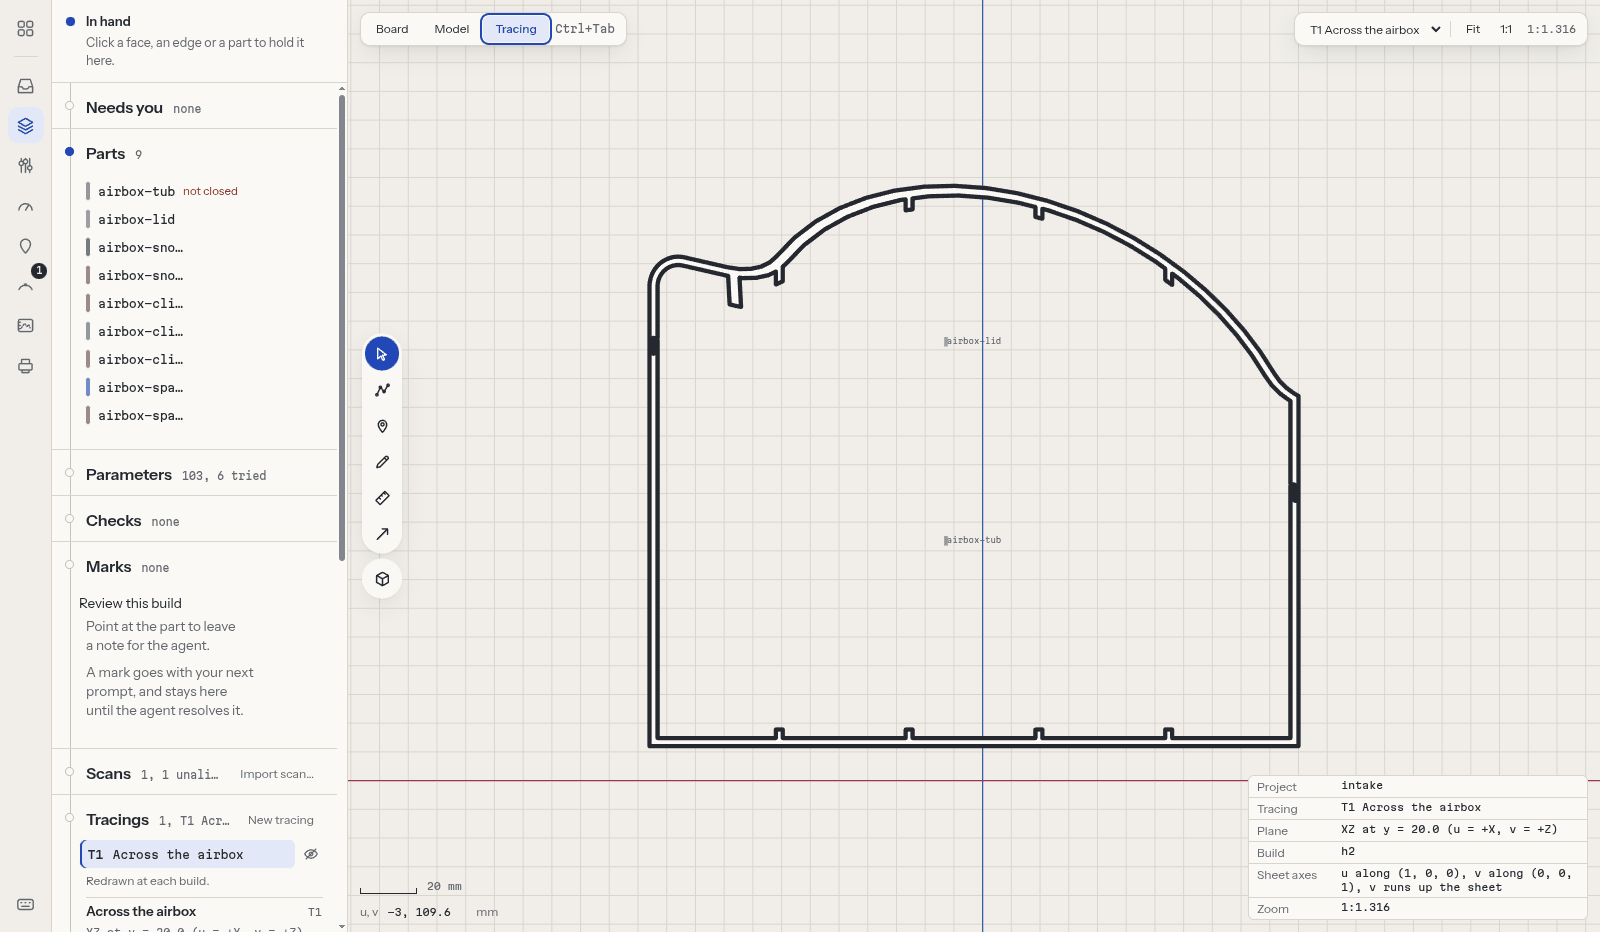 In hand
Click a face, an edge or a part to hold it
here.
Needs you none
Parts 9
airbox-tub not closed
airbox-lid
airbox-sno…
airbox-sno…
airbox-cli…
airbox-cli…
airbox-cli…
airbox-spa…
airbox-spa…
Parameters 103, 6 tried
Checks none
Marks none
Review this build
Point at the part to leave
a note for the agent.
A mark goes with your next
prompt, and stays here
until the agent resolves it.
Scans 1, 1 unali… Import scan…
Tracings 1, T1 Acr… New tracing
T1 Across the airbox
Redrawn at each build.
Across the airbox T1
XZ at y = 20.0 (u = +X, v = +Z)
1
Board Model Tracing Ctrl+Tab
T1 Across the airbox Fit 1:1 1:1.316
airbox-lid
airbox-tub
20 mm
u, v -3, 109.6 mm
Project intake
Tracing T1 Across the airbox
Plane XZ at y = 20.0 (u = +X, v = +Z)
Build h2
Sheet axes u along (1, 0, 0), v along (0, 0,
1), v runs up the sheet
Zoom 1:1.316